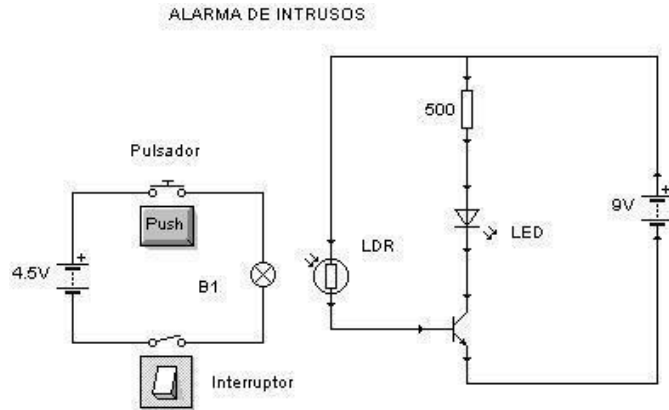 ALARMA DE INTRUSOS
500
Pulsador
Push
9V
LED
LDR
4.5V
B1
Interruptor